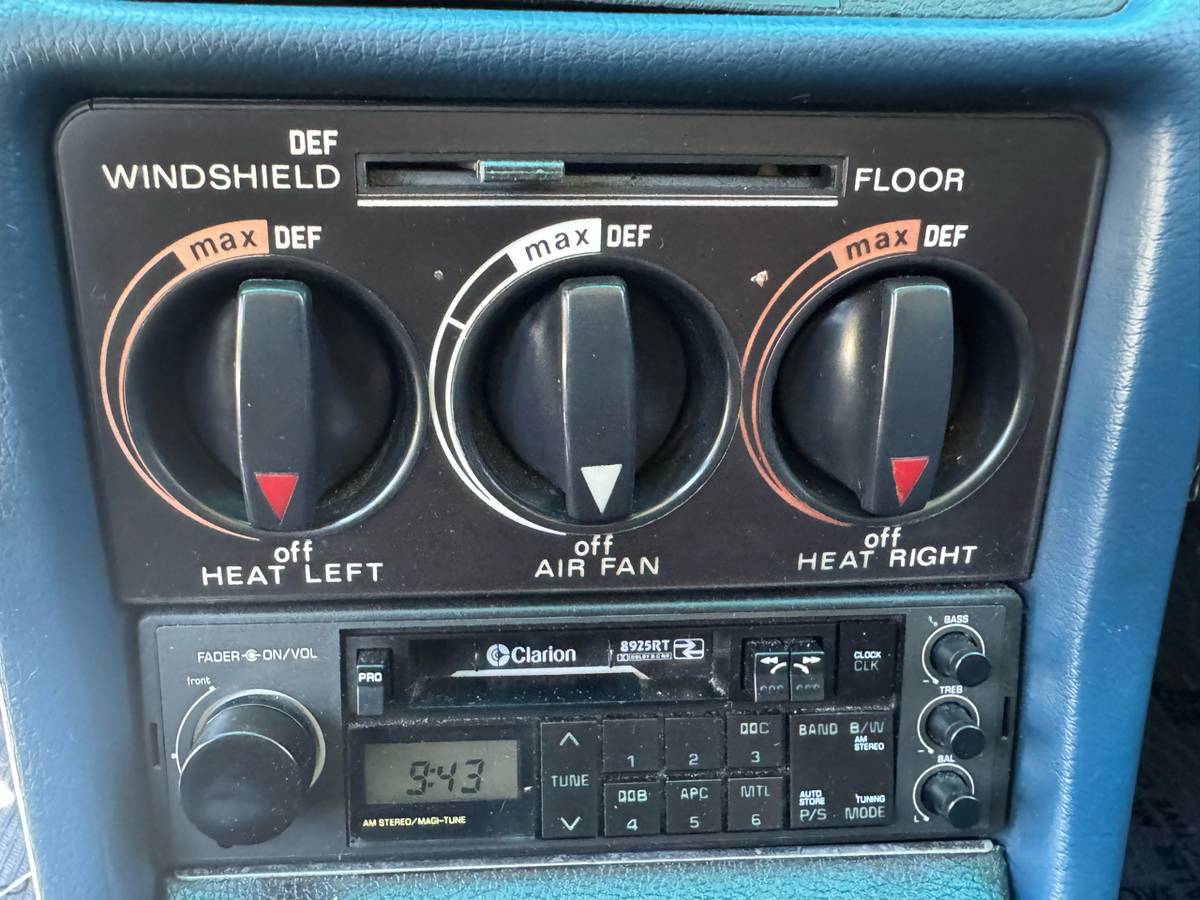 DEF
WINDSHIELD
FLOOR
max DEF
max DEF
max DEF
off
HEAT LEFT
off
AIR FAN
off
HEAT RIGHT
FADER ON/VOL
front
PRO
Clarion
8925RT
DOLBY B-C NR
CLOCK
CLK
BASS
TREB
BAL
L
9:43
AM STEREO/MAGI-TUNE
TUNE
1
2
C
3
B
4
APC
5
MTL
6
BAND B/W
AM
STEREO
AUTO
STORE
P/S
TUNING
MODE